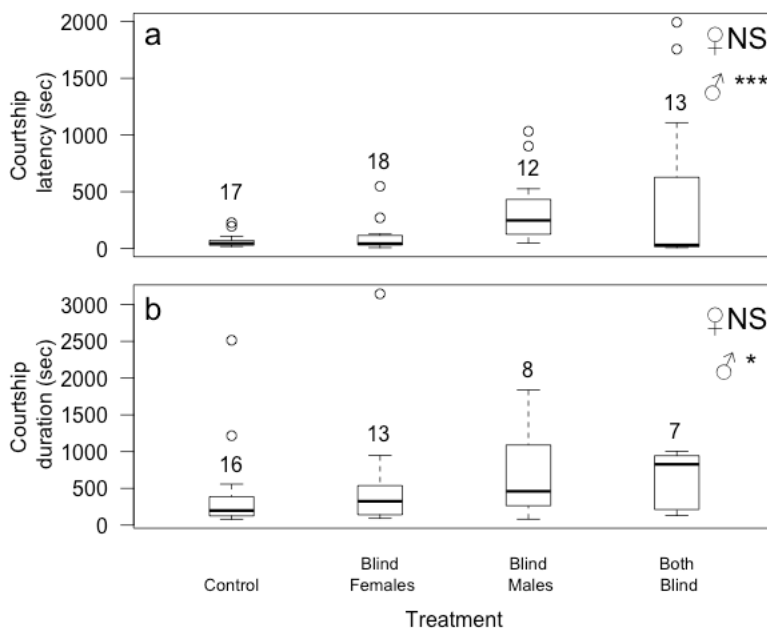 a
♀NS
♂ ***
Courtship
latency (sec)
2000
1500
1000
500
0
17
18
12
13
b
♀NS
♂ *
Courtship
duration (sec)
3000
2500
2000
1500
1000
500
0
16
13
8
7
Control
Blind
Females
Blind
Males
Both
Blind
Treatment